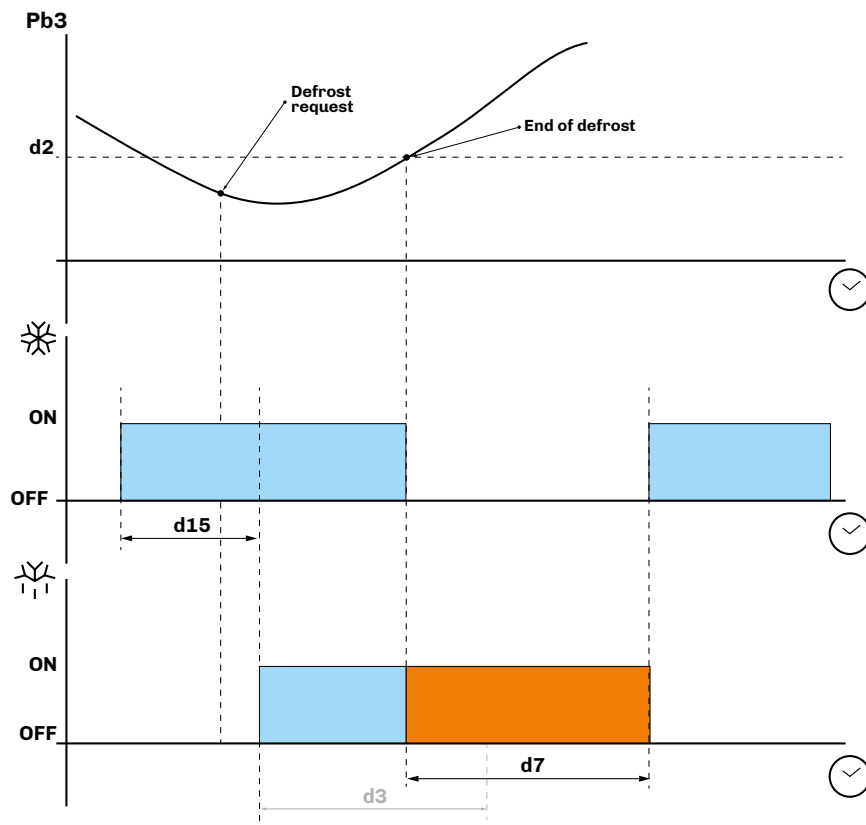 Pb3
Defrost
request
End of defrost
d2
ON
OFF
d15
ON
OFF
d7
d3